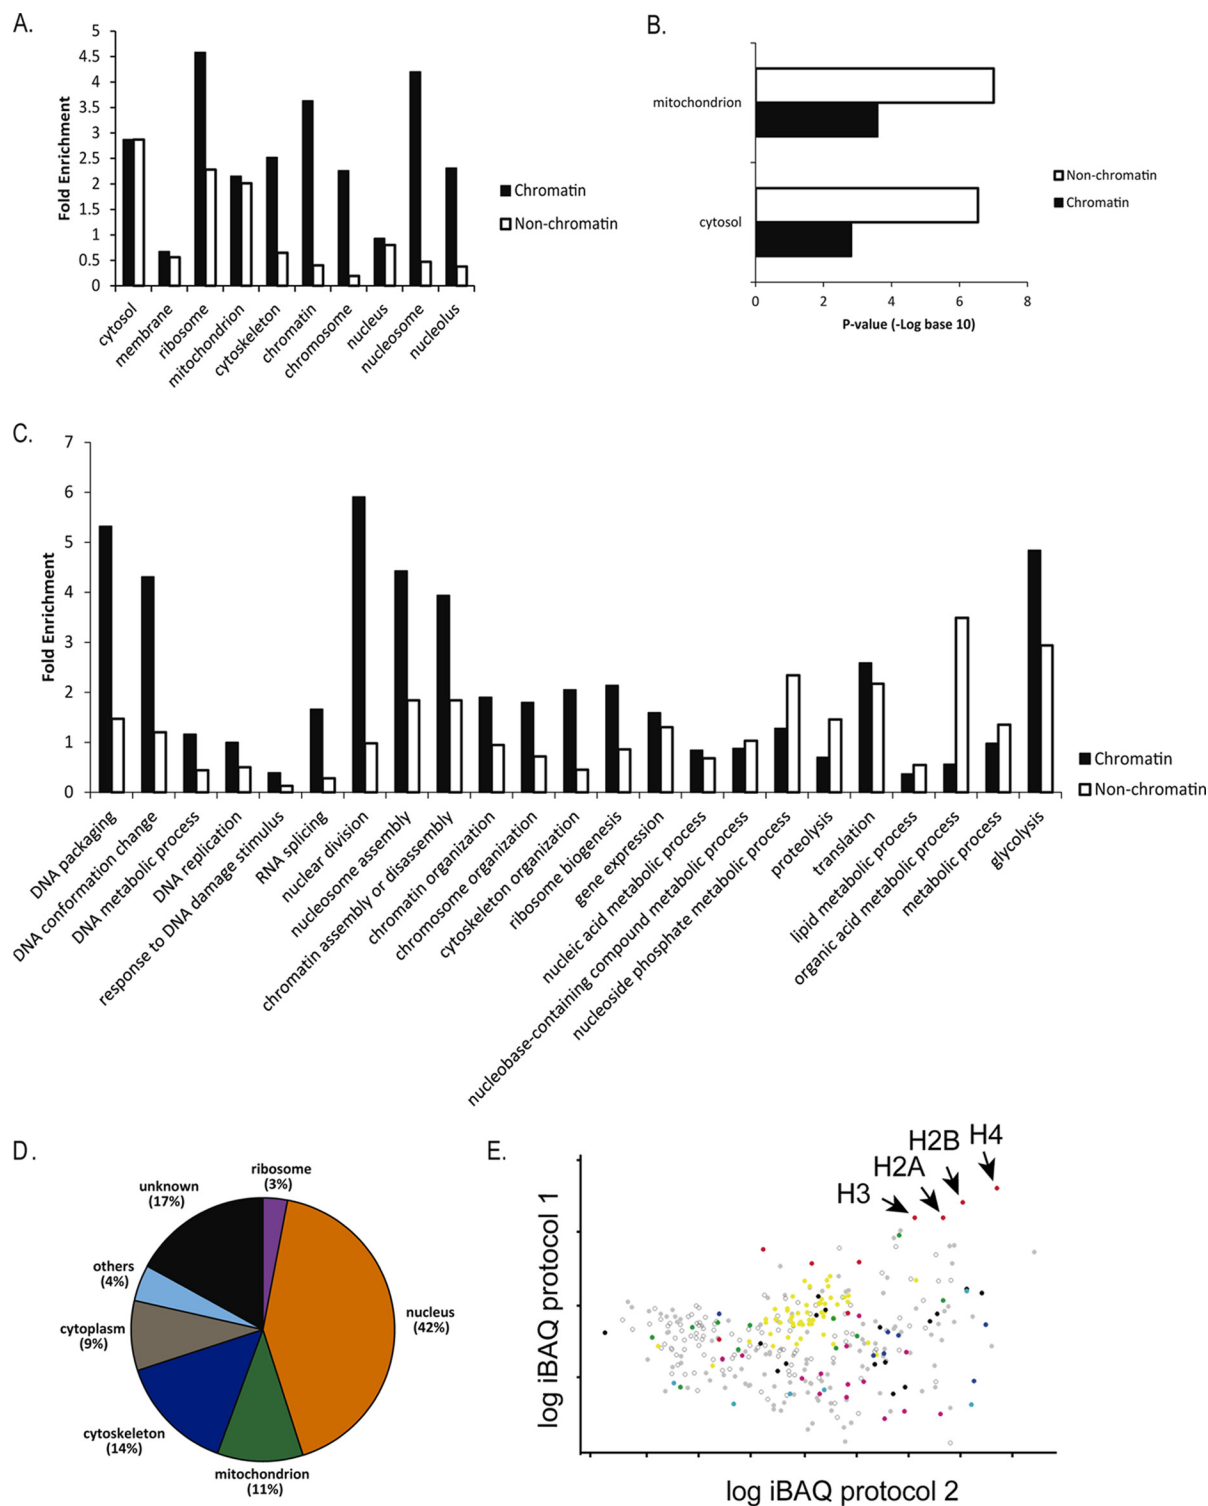 A.
5
4.5
4
3.5
3
2.5
2
1.5
1
0.5
0
Fold Enrichment
cytosol
membrane
ribosome
mitochondrion
cytoskeleton
chromatin
chromosome
nucleus
nucleosome
nucleolus
Chromatin
Non-chromatin
B.
mitochondrion
cytosol
0 2 4 6 8
P-value (-Log base 10)
Non-chromatin
Chromatin
C.
7
6
5
4
3
2
1
0
Fold Enrichment
DNA packaging
DNA conformation change
DNA metabolic process
DNA replication
response to DNA damage stimulus
RNA splicing
nuclear division
nucleosome assembly
chromatin assembly or disassembly
chromatin organization
chromosome organization
cytoskeleton organization
ribosome biogenesis
gene expression
nucleic acid metabolic process
nucleobase-containing compound metabolic process
nucleoside phosphate metabolic process
proteolysis
translation
lipid metabolic process
organic acid metabolic process
metabolic process
glycolysis
Chromatin
Non-chromatin
D.
ribosome
(3%)
unknown
(17%)
others
(4%)
cytoplasm
(9%)
cytoskeleton
(14%)
mitochondrion
(11%)
nucleus
(42%)
E.
H2B H4
H2A
H3
log iBAQ protocol 1
log iBAQ protocol 2